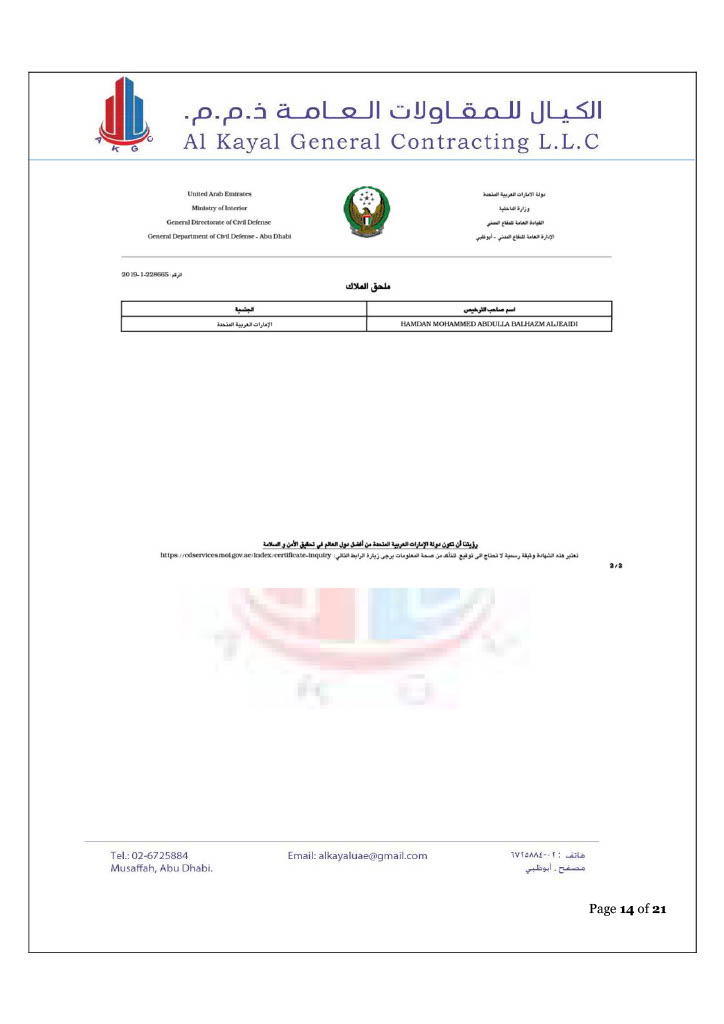 الكيـال للـمـقـاولات الـعـامـة ذ.م.م.
Al Kayal General Contracting L.L.C
A K G C
United Arab Emirates
Ministry of Interior
General Directorate of Civil Defense
General Department of Civil Defense - Abu Dhabi
دولة الإمارات العربية المتحدة
وزارة الداخلية
القيادة العامة للدفاع المدني
الإدارة العامة للدفاع المدني - أبوظبي
الرقم: 228665-1-2019
ملحق الملاك
اسم صاحب الترخيص
الجنسية
HAMDAN MOHAMMED ABDULLA BALHAZM ALJEAIDI
الإمارات العربية المتحدة
رؤيتنا أن تكون دولة الإمارات العربية المتحدة من أفضل دول العالم في تحقيق الأمن و السلامة
تعتبر هذه الشهادة وثيقة رسمية لا تحتاج الى توقيع. للتأكد من صحة المعلومات يرجى زيارة الرابط التالي: https://cdservices.moi.gov.ae/index/certificate-inquiry
2/2
Tel.: 02-6725884
Musaffah, Abu Dhabi.
Email: alkayaluae@gmail.com
هاتف : ٠٢-٦٧٢٥٨٨٤
مصفح . أبوظبي
Page 14 of 21